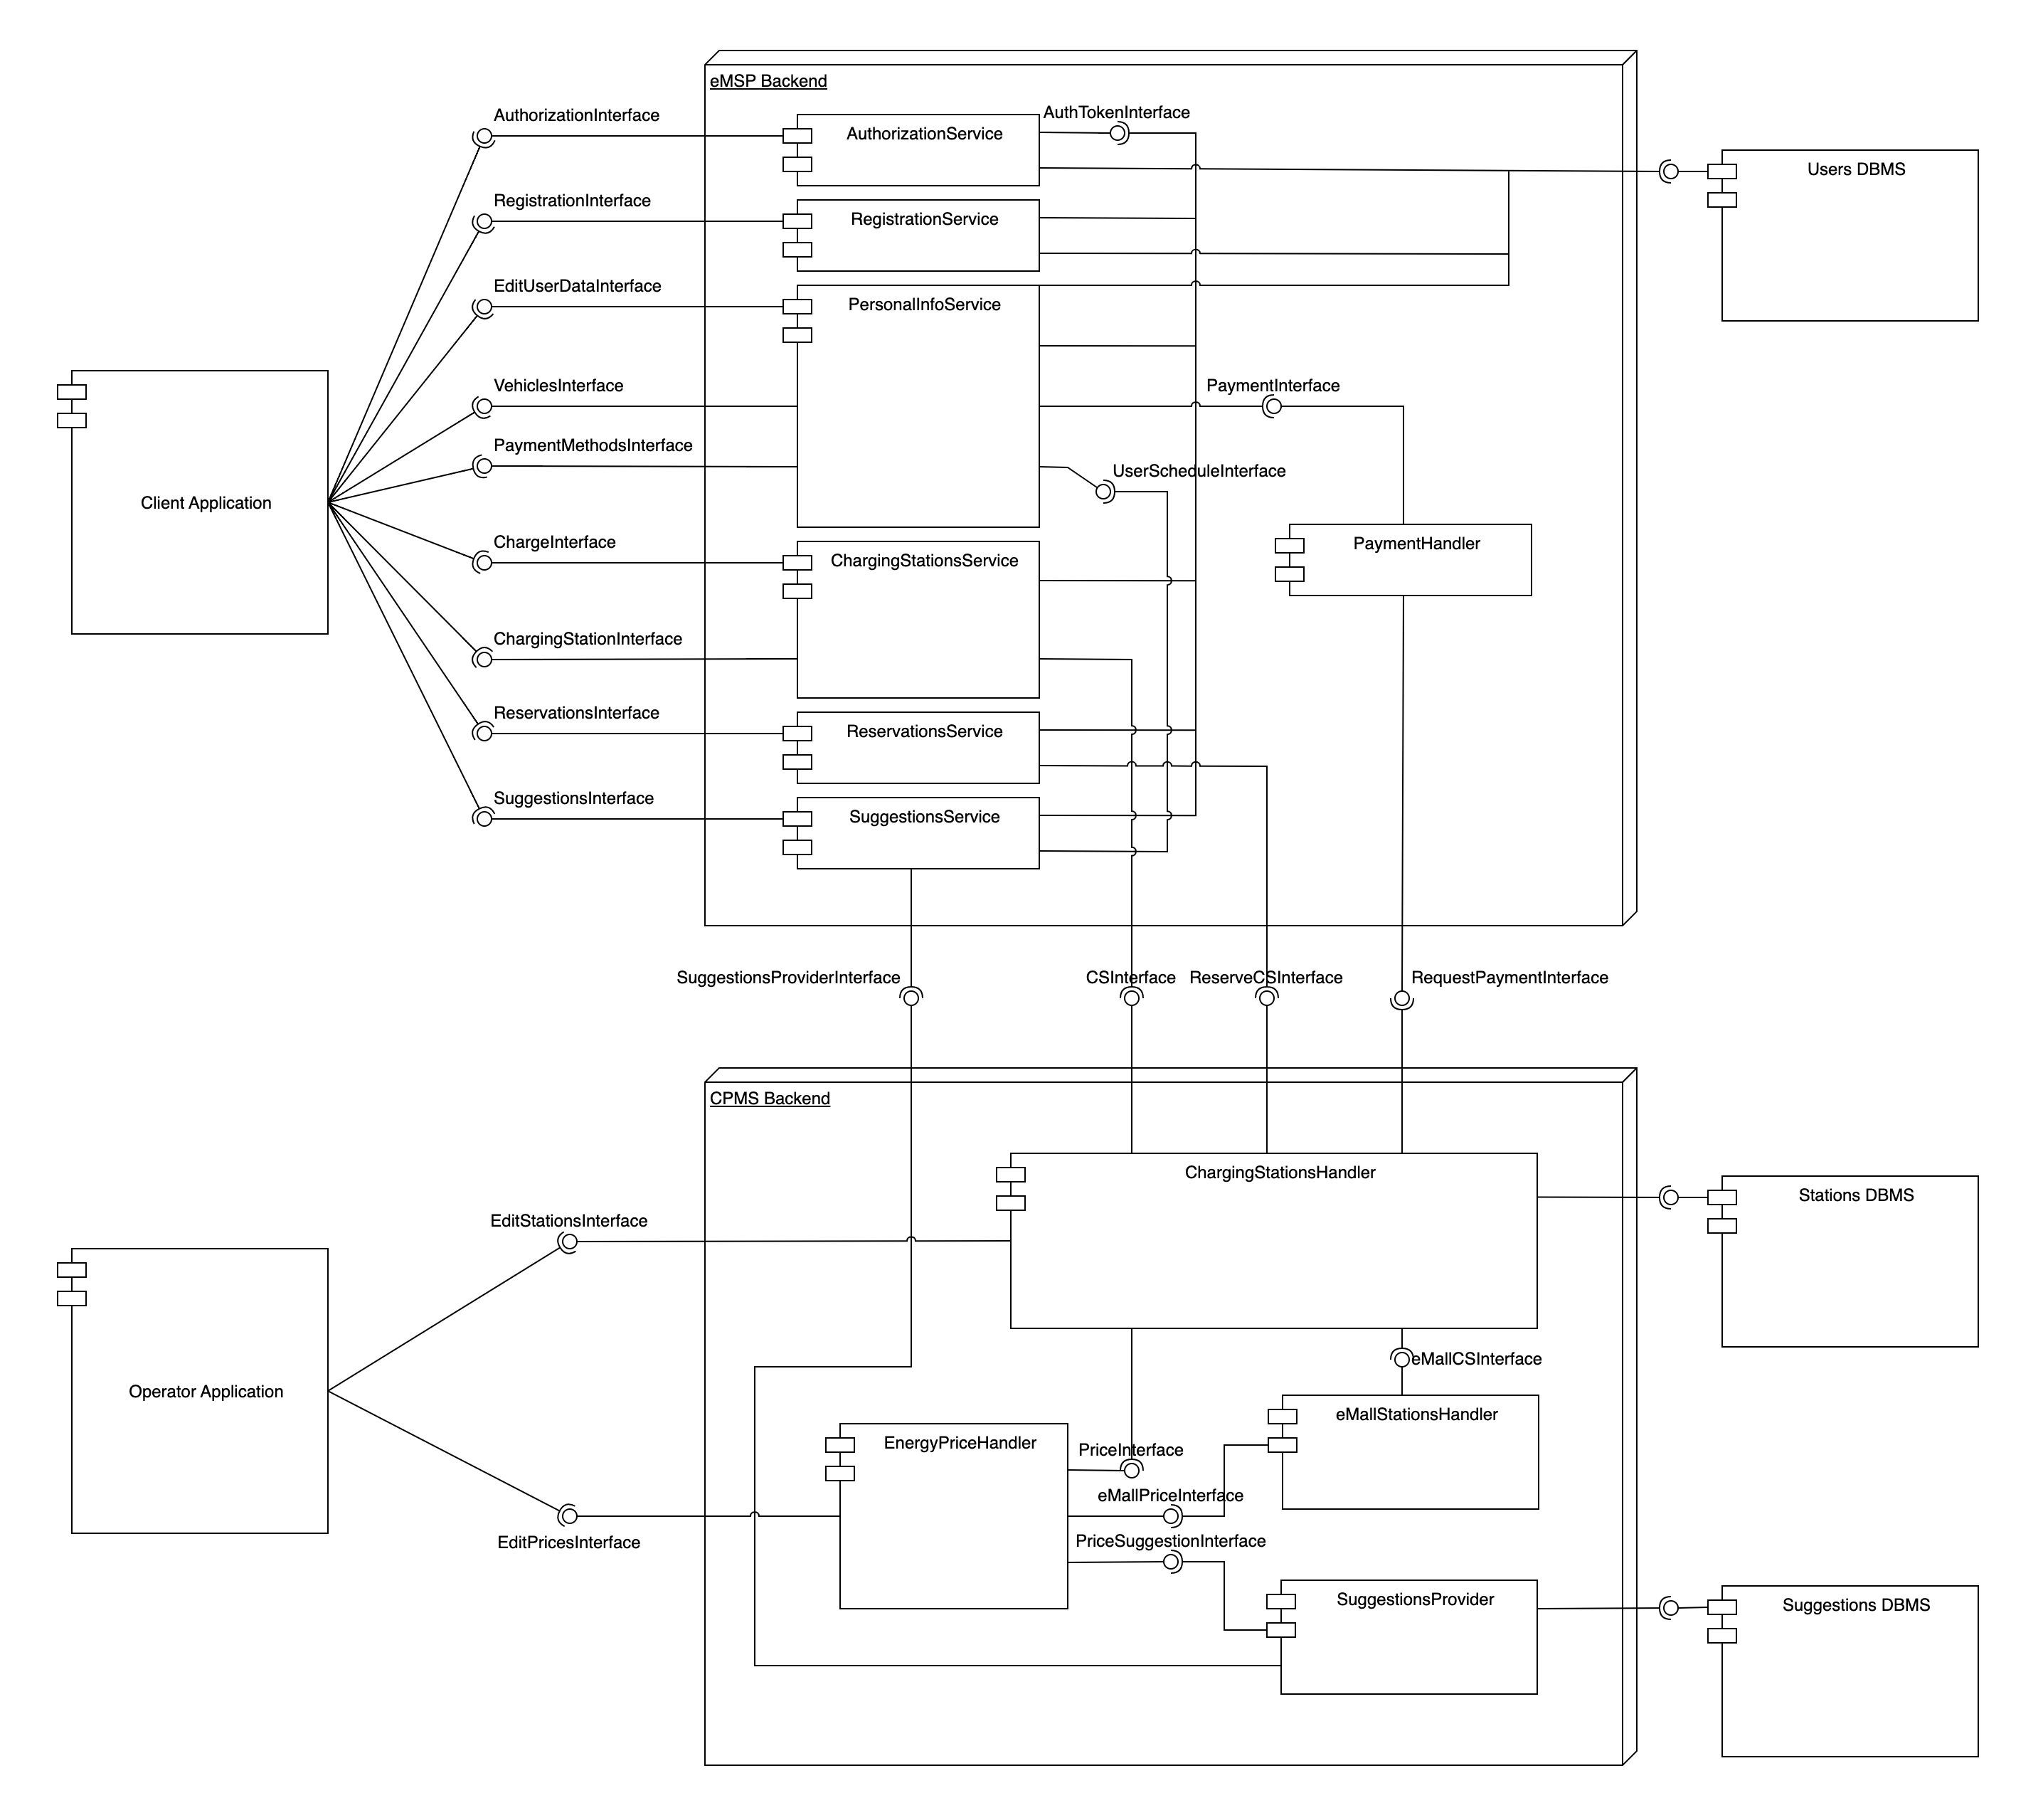 eMSP Backend
AuthorizationInterface
AuthorizationService
AuthTokenInterface
Users DBMS
RegistrationInterface
RegistrationService
EditUserDataInterface
PersonalInfoService
VehiclesInterface
PaymentInterface
PaymentMethodsInterface
UserScheduleInterface
Client Application
ChargeInterface
ChargingStationsService
PaymentHandler
ChargingStationInterface
ReservationsInterface
ReservationsService
SuggestionsInterface
SuggestionsService
SuggestionsProviderInterface
CSInterface
ReserveCSInterface
RequestPaymentInterface
CPMS Backend
ChargingStationsHandler
Stations DBMS
EditStationsInterface
eMallCSInterface
Operator Application
eMallStationsHandler
EnergyPriceHandler
PriceInterface
eMallPriceInterface
EditPricesInterface
PriceSuggestionInterface
SuggestionsProvider
Suggestions DBMS